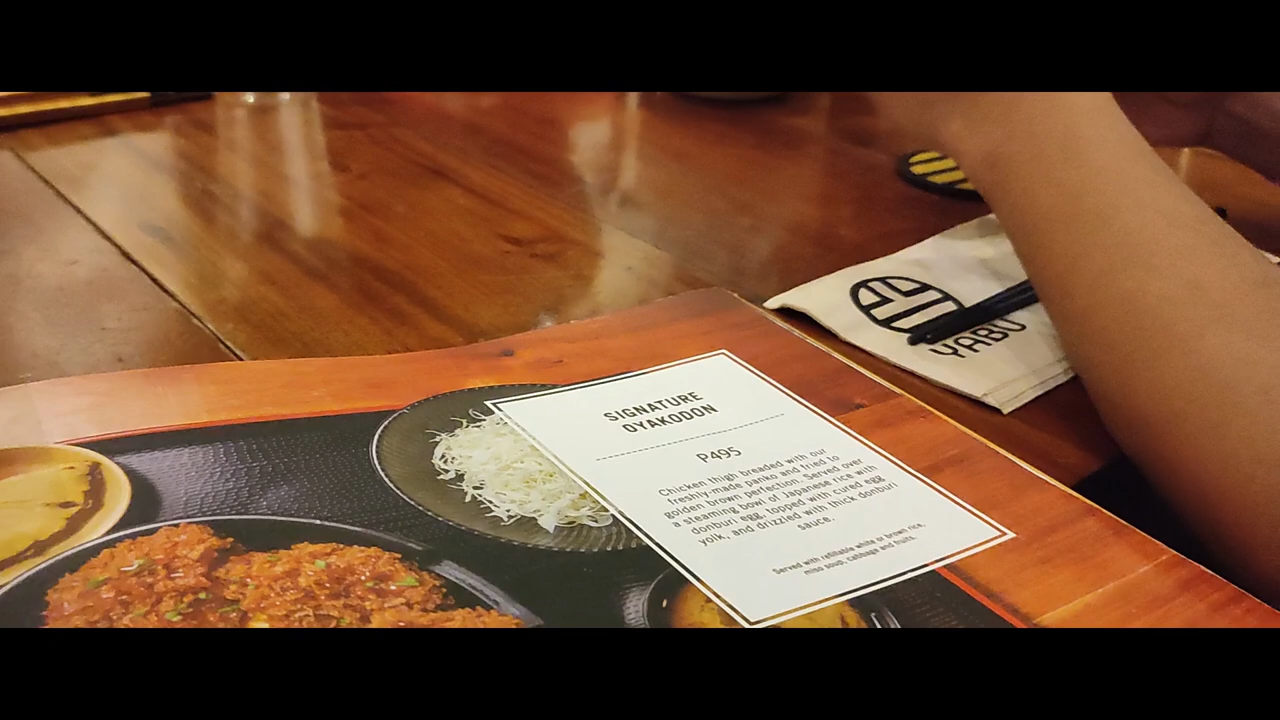 YABU
SIGNATURE
OYAKODON
P495
Chicken thigh breaded with our
freshly-made panko and fried to
golden brown perfection. Served over
a steaming bowl of Japanese rice with
donburi egg, topped with cured egg
yolk, and drizzled with thick donburi
sauce.
Served with refillable white or brown rice,
miso soup, cabbage and fruits.